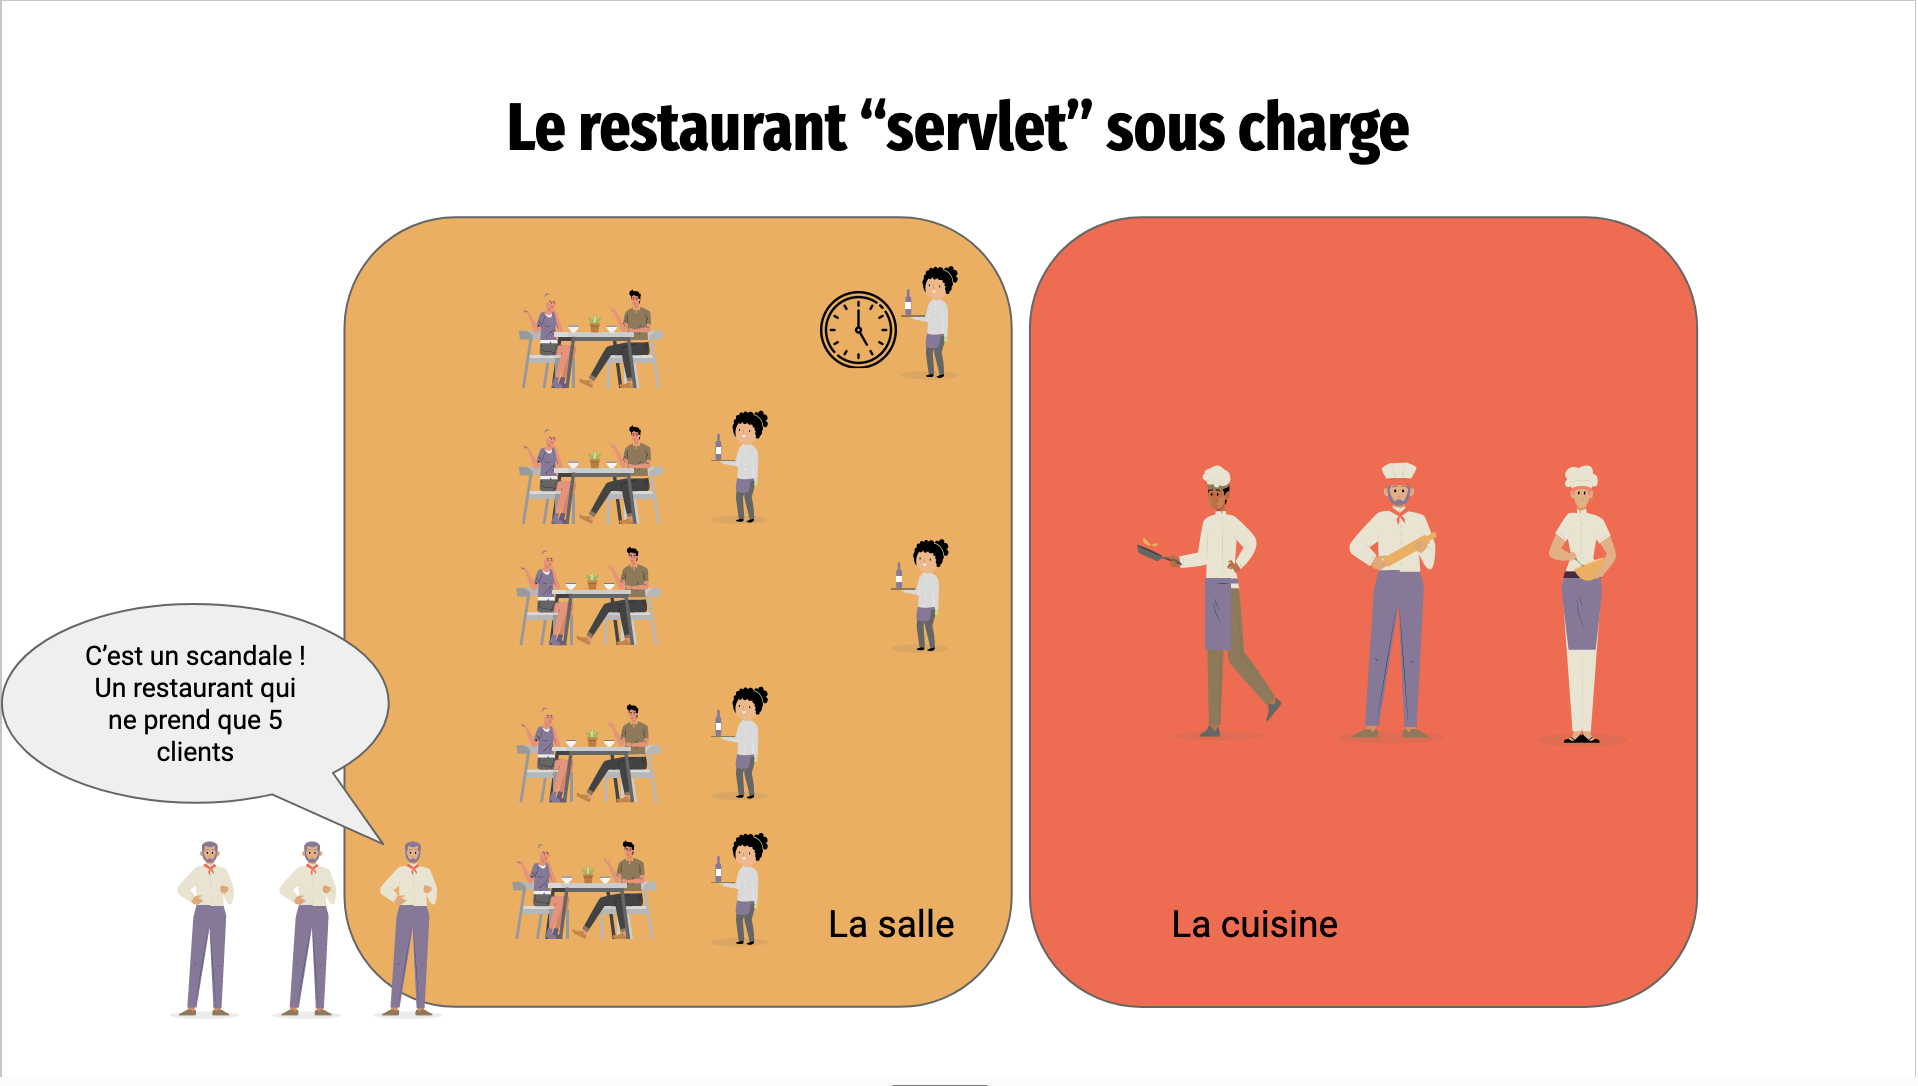 Le restaurant “servlet” sous charge
C’est un scandale !
Un restaurant qui
ne prend que 5
clients
La salle
La cuisine